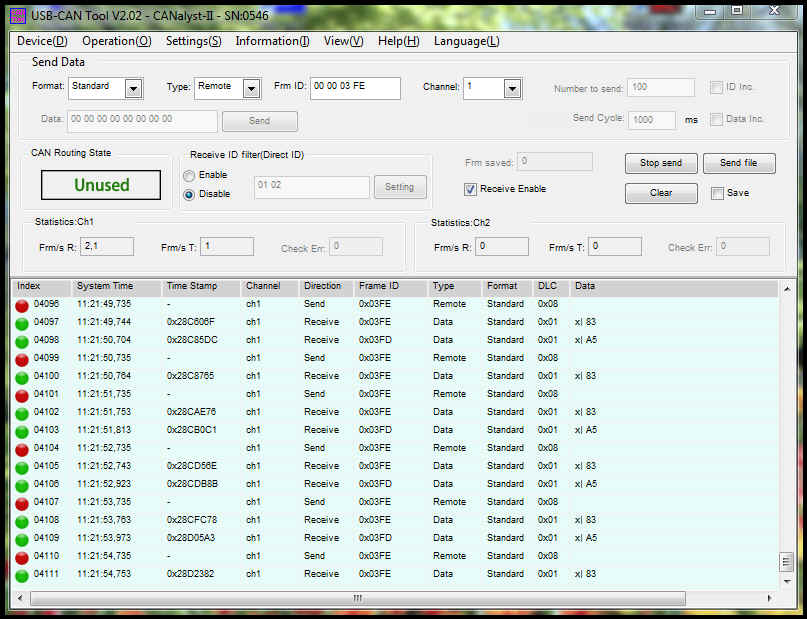 USB-CAN Tool V2.02 - CANalyst-II - SN:0546
Device(D) Operation(O) Settings(S) Information(I) View(V) Help(H) Language(L)
Send Data
Format: Standard Type: Remote Frm ID: 00 00 03 FE Channel: 1 Number to send: 100 ID Inc.
Data: 00 00 00 00 00 00 00 00 Send Send Cycle: 1000 ms Data Inc.
CAN Routing State Receive ID filter(Direct ID) Frm saved: 0 Stop send Send file
Unused Enable Disable 01 02 Setting Receive Enable Clear Save
Statistics:Ch1 Statistics:Ch2
Frm/s R: 2,1 Frm/s T: 1 Check Err: 0 Frm/s R: 0 Frm/s T: 0 Check Err: 0
Index System Time Time Stamp Channel Direction Frame ID Type Format DLC Data
04096 11:21:49,735 - ch1 Send 0x03FE Remote Standard 0x08
04097 11:21:49,744 0x28C606F ch1 Receive 0x03FE Data Standard 0x01 x| 83
04098 11:21:50,704 0x28C85DC ch1 Receive 0x03FD Data Standard 0x01 x| A5
04099 11:21:50,735 - ch1 Send 0x03FE Remote Standard 0x08
04100 11:21:50,764 0x28C8765 ch1 Receive 0x03FE Data Standard 0x01 x| 83
04101 11:21:51,735 - ch1 Send 0x03FE Remote Standard 0x08
04102 11:21:51,753 0x28CAE76 ch1 Receive 0x03FE Data Standard 0x01 x| 83
04103 11:21:51,813 0x28CB0C1 ch1 Receive 0x03FD Data Standard 0x01 x| A5
04104 11:21:52,735 - ch1 Send 0x03FE Remote Standard 0x08
04105 11:21:52,743 0x28CD56E ch1 Receive 0x03FE Data Standard 0x01 x| 83
04106 11:21:52,923 0x28CDB8B ch1 Receive 0x03FD Data Standard 0x01 x| A5
04107 11:21:53,735 - ch1 Send 0x03FE Remote Standard 0x08
04108 11:21:53,763 0x28CFC78 ch1 Receive 0x03FE Data Standard 0x01 x| 83
04109 11:21:53,973 0x28D05A3 ch1 Receive 0x03FD Data Standard 0x01 x| A5
04110 11:21:54,735 - ch1 Send 0x03FE Remote Standard 0x08
04111 11:21:54,753 0x28D2382 ch1 Receive 0x03FE Data Standard 0x01 x| 83